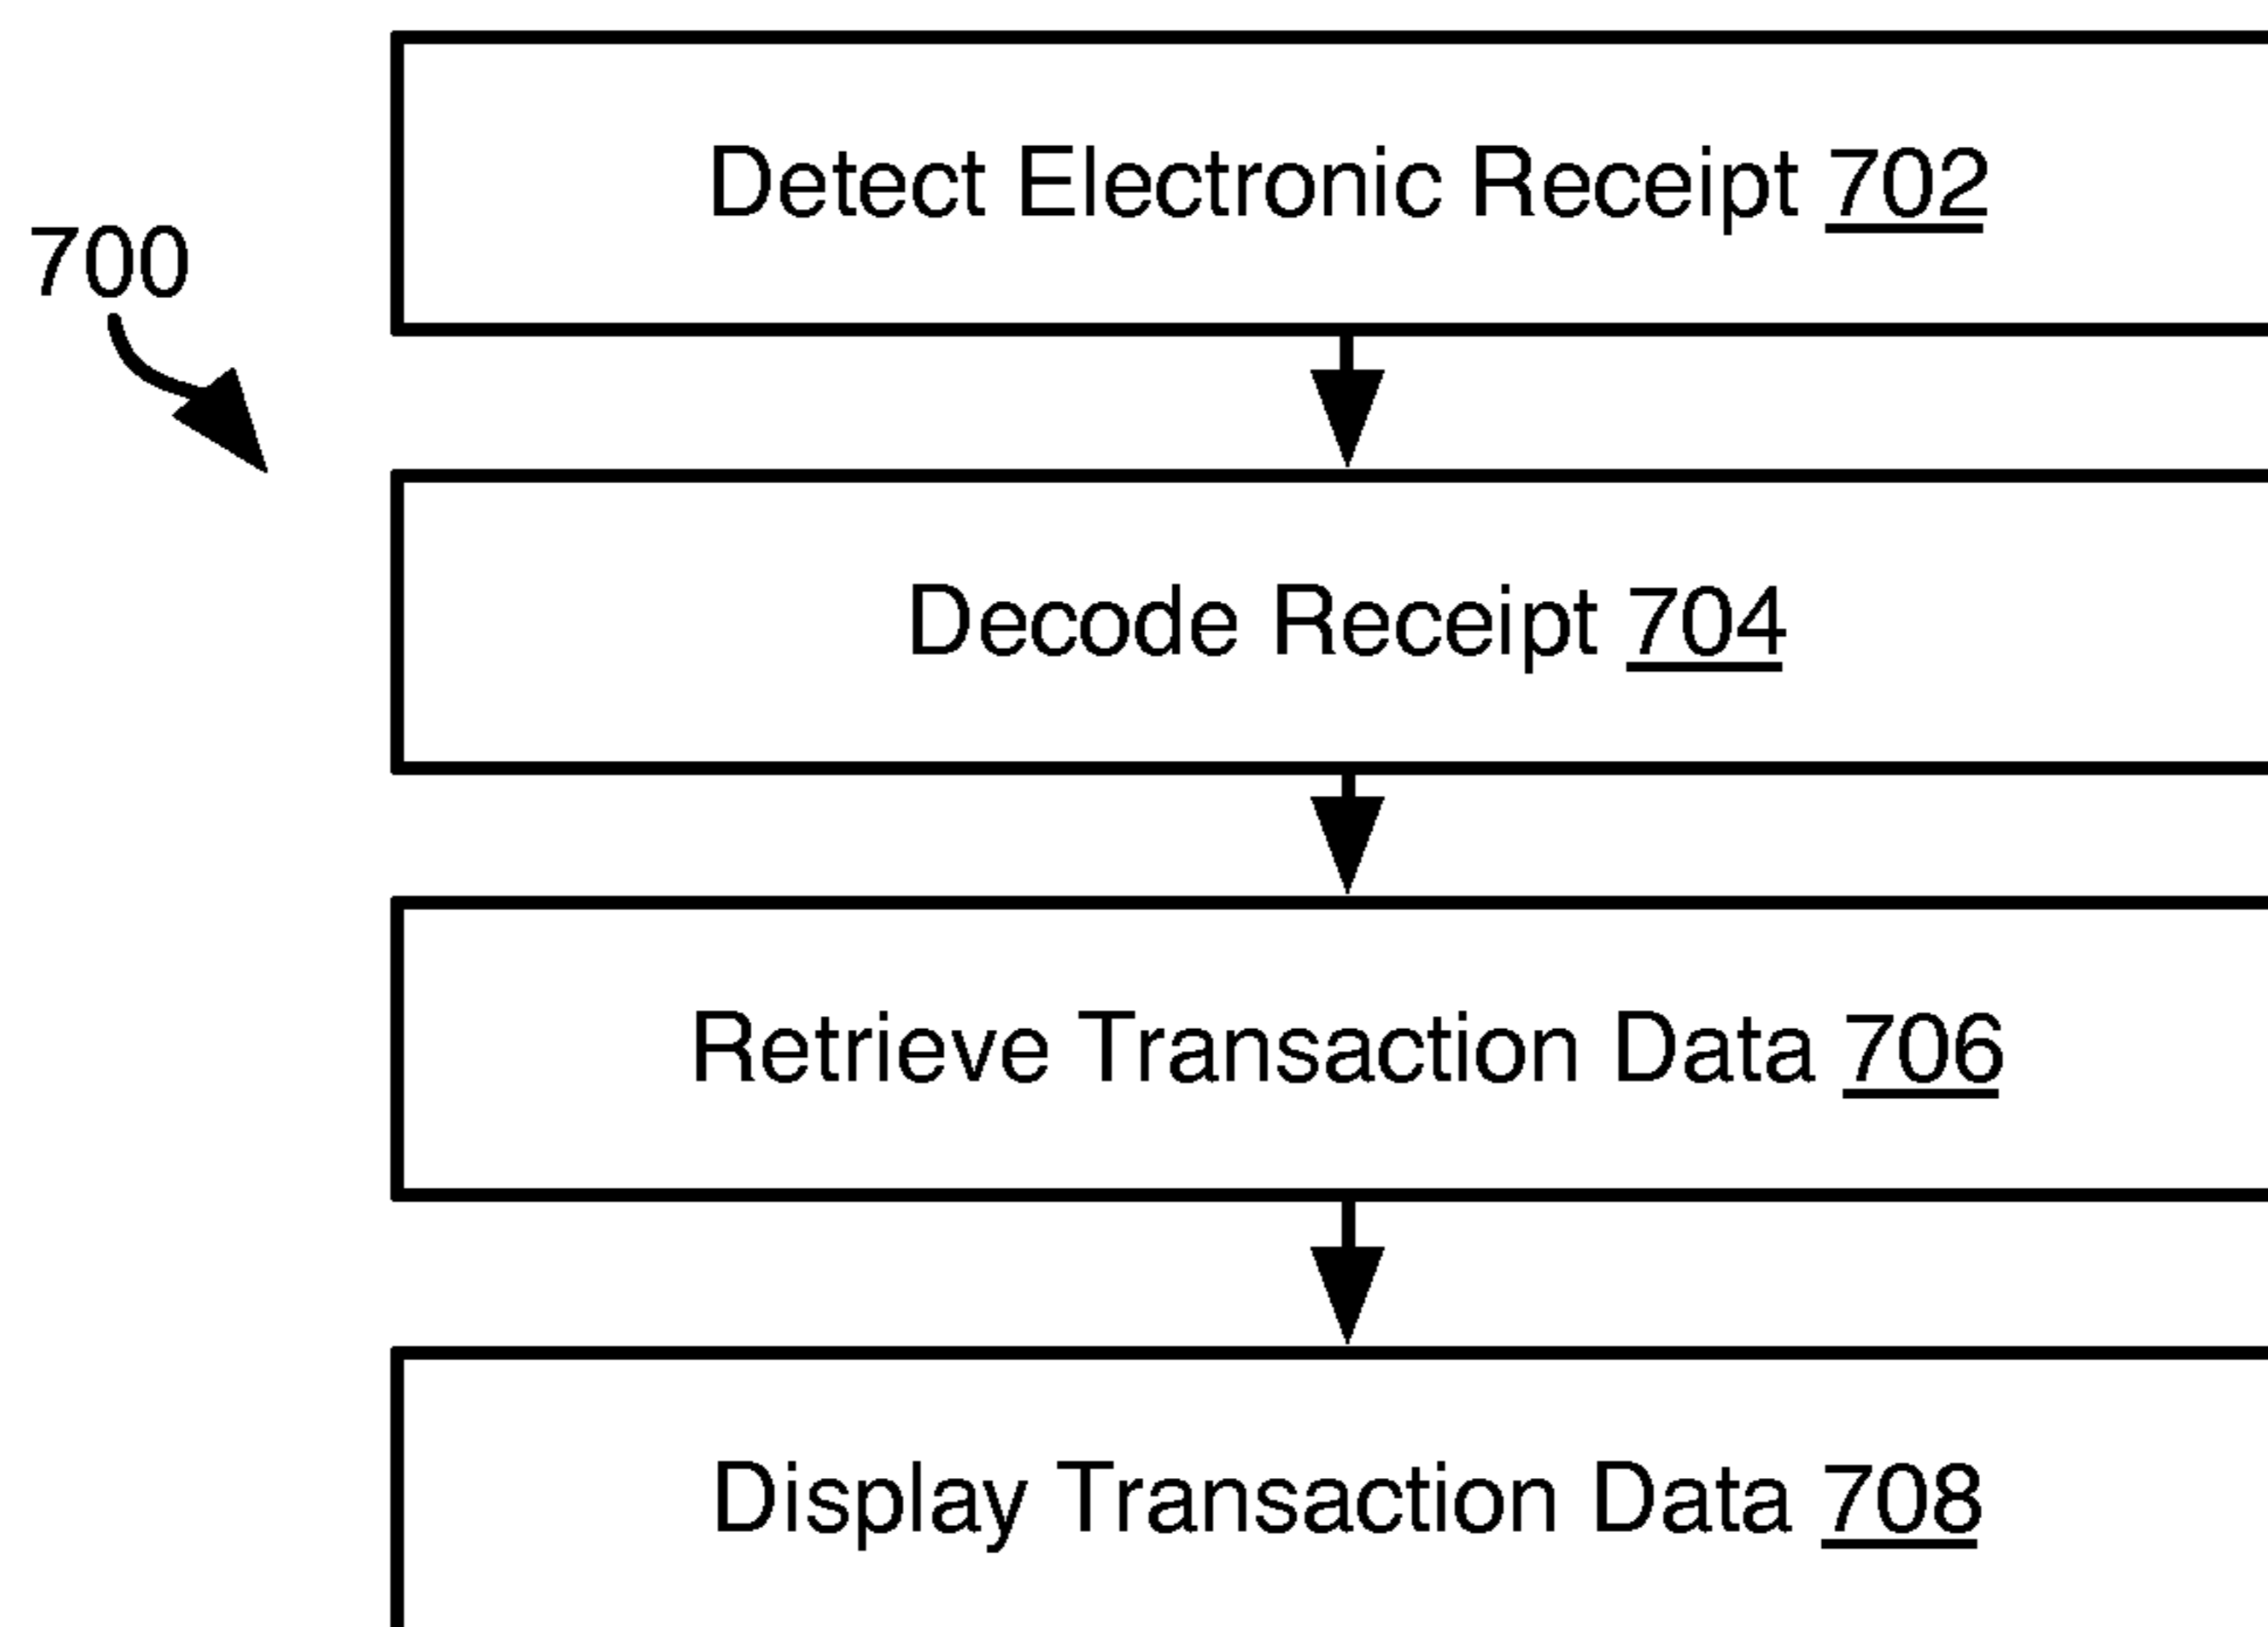 Detect Electronic Receipt 702
700
Decode Receipt 704
Retrieve Transaction Data 706
Display Transaction Data 708